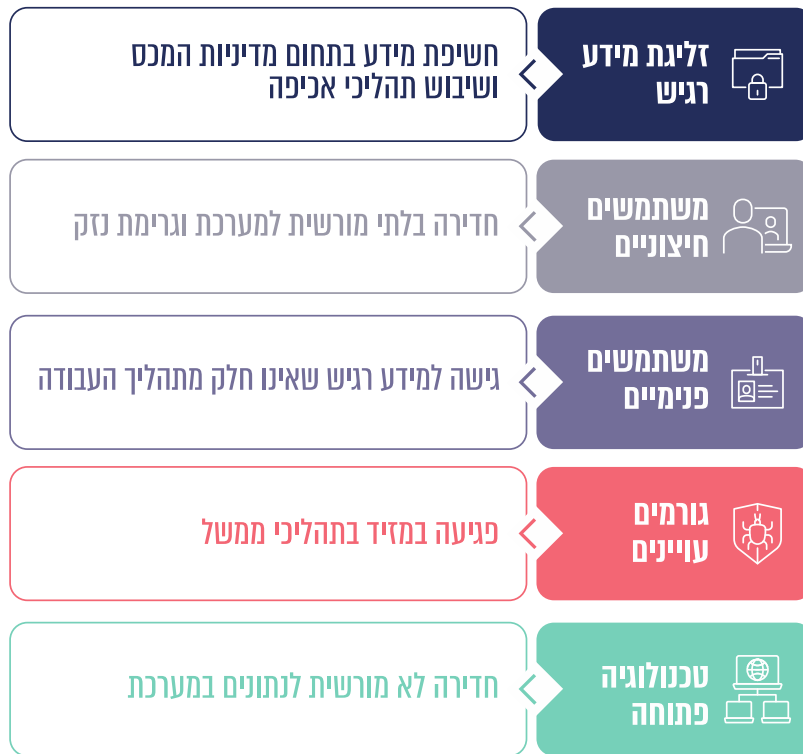 זליגת מידע
רגיש
חשיפת מידע בתחום מדיניות המכס
ושיבוש תהליכי אכיפה
משתמשים
חיצוניים
חדירה בלתי מורשית למערכת וגרימת נזק
משתמשים
פנימיים
גישה למידע רגיש שאינו חלק מתהליך העבודה
גורמים
עויינים
פגיעה במזיד בתהליכי ממשל
טכנולוגיה
פתוחה
חדירה לא מורשית לנתונים במערכת